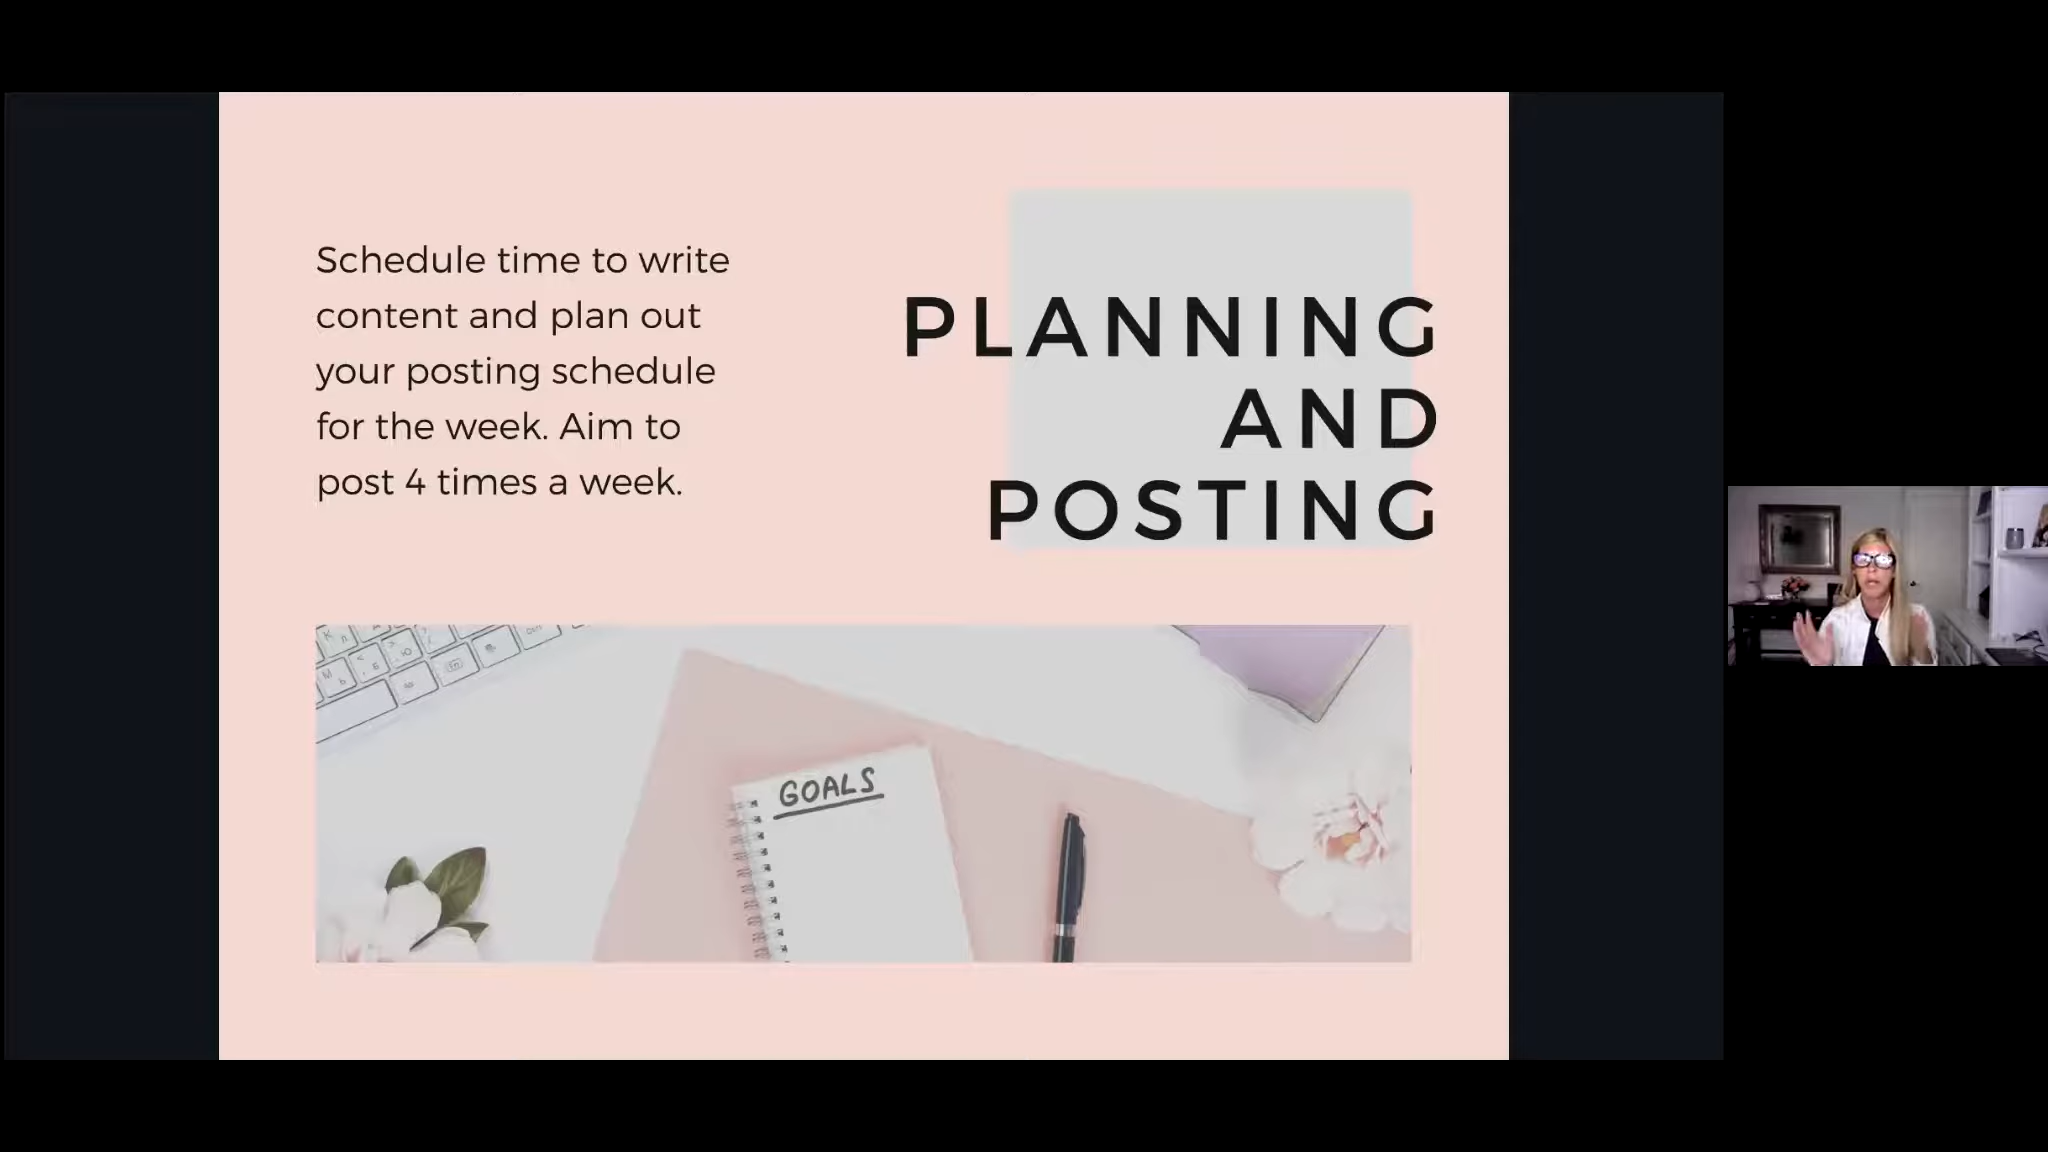 Schedule time to write
content and plan out
your posting schedule
for the week. Aim to
post 4 times a week.
PLANNING
AND
POSTING
GOALS